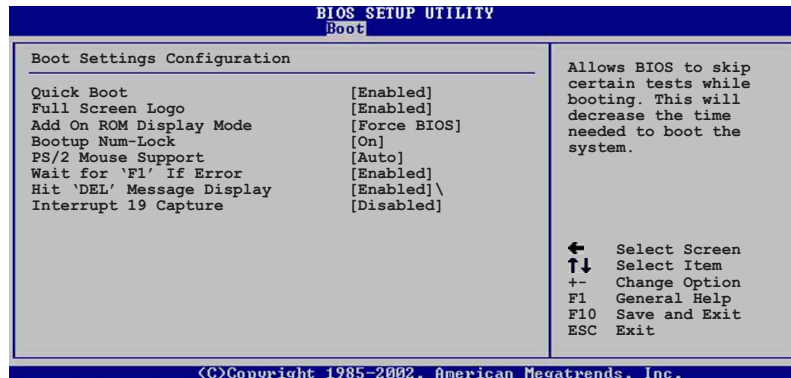 BIOS SETUP UTILITY
Boot
Boot Settings Configuration
Quick Boot [Enabled]
Full Screen Logo [Enabled]
Add On ROM Display Mode [Force BIOS]
Bootup Num-Lock [On]
PS/2 Mouse Support [Auto]
Wait for ‘F1’ If Error [Enabled]
Hit ‘DEL’ Message Display [Enabled]\
Interrupt 19 Capture [Disabled]
Allows BIOS to skip
certain tests while
booting. This will
decrease the time
needed to boot the
system.
← Select Screen
↑↓ Select Item
+- Change Option
F1 General Help
F10 Save and Exit
ESC Exit
(C)Copyright 1985-2002, American Megatrends, Inc.